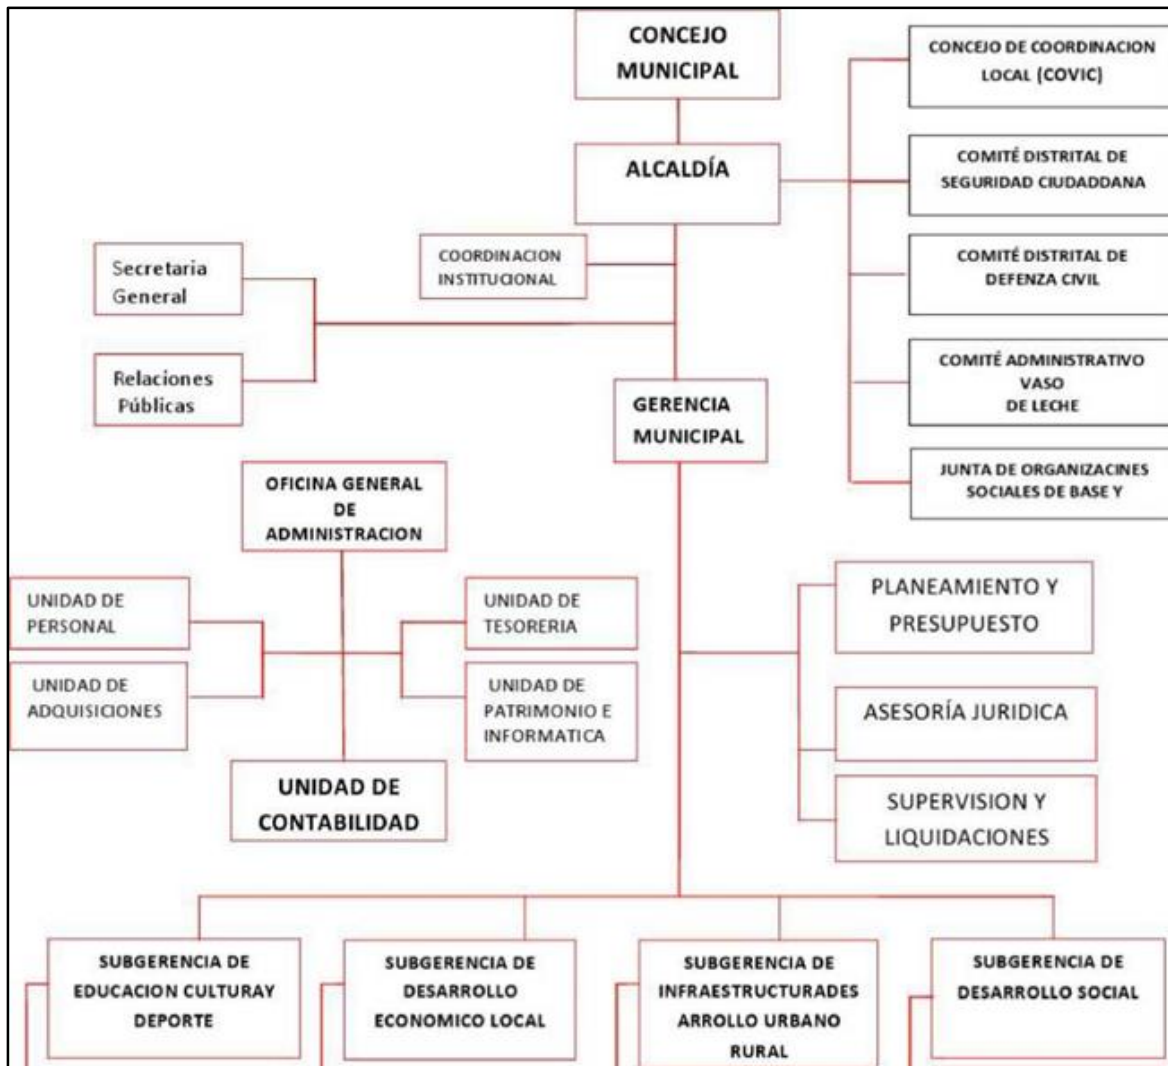 CONCEJO
MUNICIPAL
CONCEJO DE COORDINACION
LOCAL (COVIC)
ALCALDÍA
COMITÉ DISTRITAL DE
SEGURIDAD CIUDADDANA
COORDINACION
INSTITUCIONAL
Secretaria
General
COMITÉ DISTRITAL DE
DEFENZA CIVIL
Relaciones
Públicas
COMITÉ ADMINISTRATIVO
VASO
DE LECHE
GERENCIA
MUNICIPAL
JUNTA DE ORGANIZACINES
SOCIALES DE BASE Y
OFICINA GENERAL
DE
ADMINISTRACION
UNIDAD DE
PERSONAL
UNIDAD DE
TESORERIA
UNIDAD DE
ADQUISICIONES
UNIDAD DE
PATRIMONIO E
INFORMATICA
UNIDAD DE
CONTABILIDAD
PLANEAMIENTO Y
PRESUPUESTO
ASESORÍA JURIDICA
SUPERVISION Y
LIQUIDACIONES
SUBGERENCIA DE
EDUCACION CULTURAY
DEPORTE
SUBGERENCIA DE
DESARROLLO
ECONOMICO LOCAL
SUBGERENCIA DE
INFRAESTRUCTURADES
ARROLLO URBANO
RURAL
SUBGERENCIA DE
DESARROLLO SOCIAL